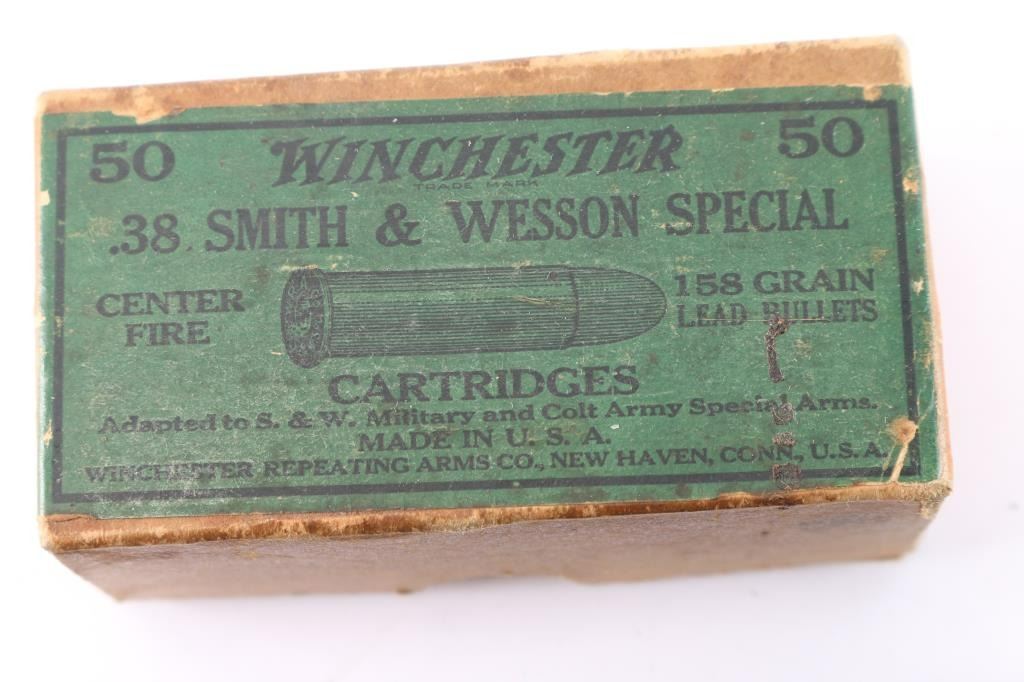 50 WINCHESTER 50
TRADE MARK
.38 SMITH & WESSON SPECIAL
CENTER FIRE
158 GRAIN
LEAD BULLETS
CARTRIDGES
Adapted to S. & W. Military and Colt Army Special Arms.
MADE IN U. S. A.
WINCHESTER REPEATING ARMS CO., NEW HAVEN, CONN., U.S.A.